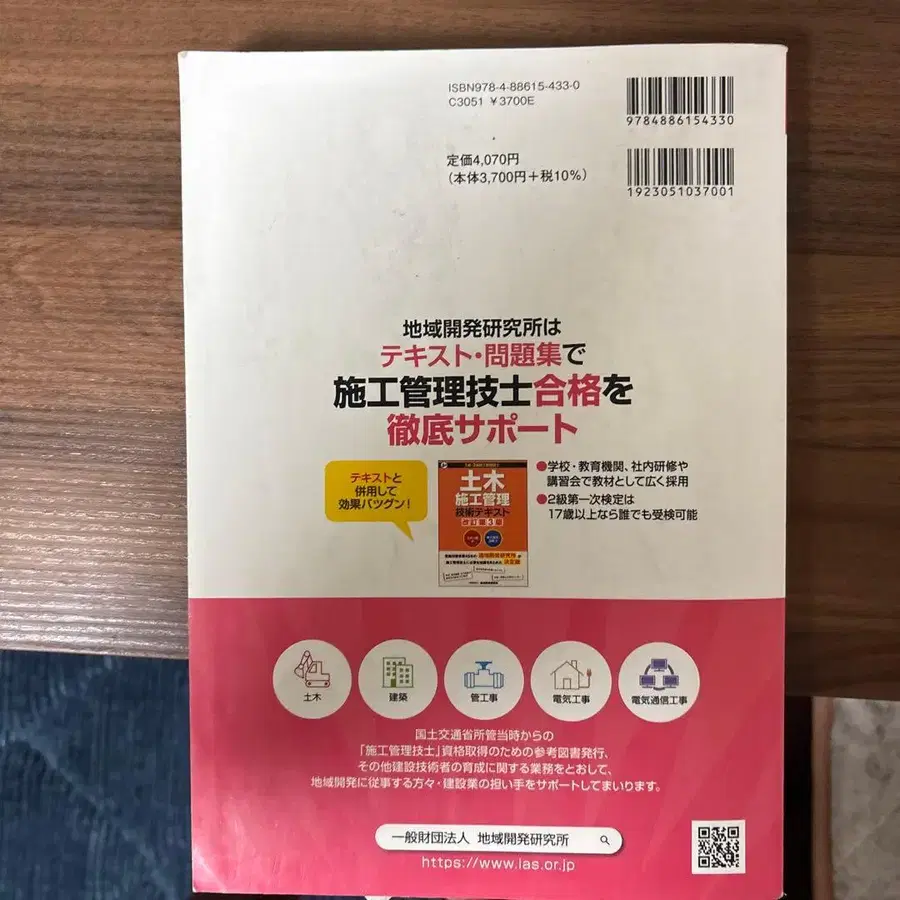 ISBN978-4-88615-433-0
C3051 ¥3700E
9784886154330
定価4,070円
(本体3,700円+税10%)
1923051037001
地域開発研究所は
テキスト・問題集で
施工管理技士合格を
徹底サポート
テキストと
併用して
効果バツグン!
土木
施工管理
技術テキスト
改訂第3版
●学校・教育機関、社内研修や
講習会で教材として広く採用
●2級第一次検定は
17歳以上なら誰でも受検可能
土木
建築
管工事
電気工事
電気通信工事
国土交通省所管当時からの
「施工管理技士」資格取得のための参考図書発行、
その他建設技術者の育成に関する業務をとおして、
地域開発に従事する方々・建設業の担い手をサポートしてまいります。
一般財団法人 地域開発研究所
https://www.ias.or.jp